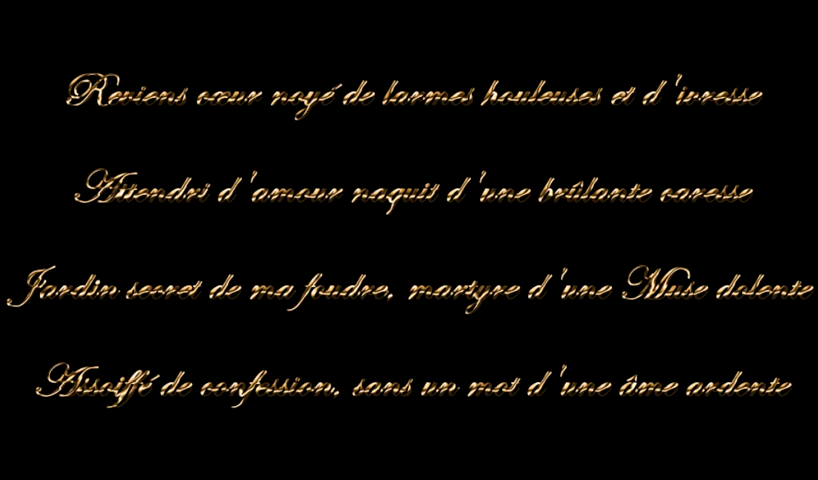 Reviens cœur noyé de larmes houleuses et d'ivresse
Attendri d'amour naquit d'une brûlante caresse
Jardin secret de ma foudre, martyre d'une Muse dolente
Assoiffé de confession, sans un mot d'une âme ardente